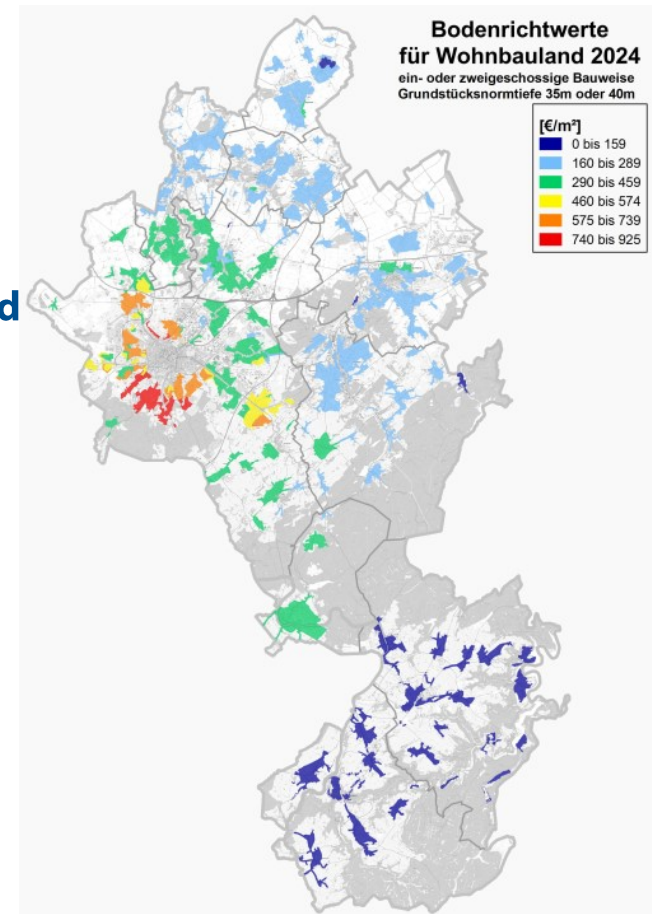 Bodenrichtwerte
für Wohnbauland 2024
ein- oder zweigeschossige Bauweise
Grundstücksnormtiefe 35m oder 40m
[€/m²]
0 bis 159
160 bis 289
290 bis 459
460 bis 574
575 bis 739
740 bis 925
d